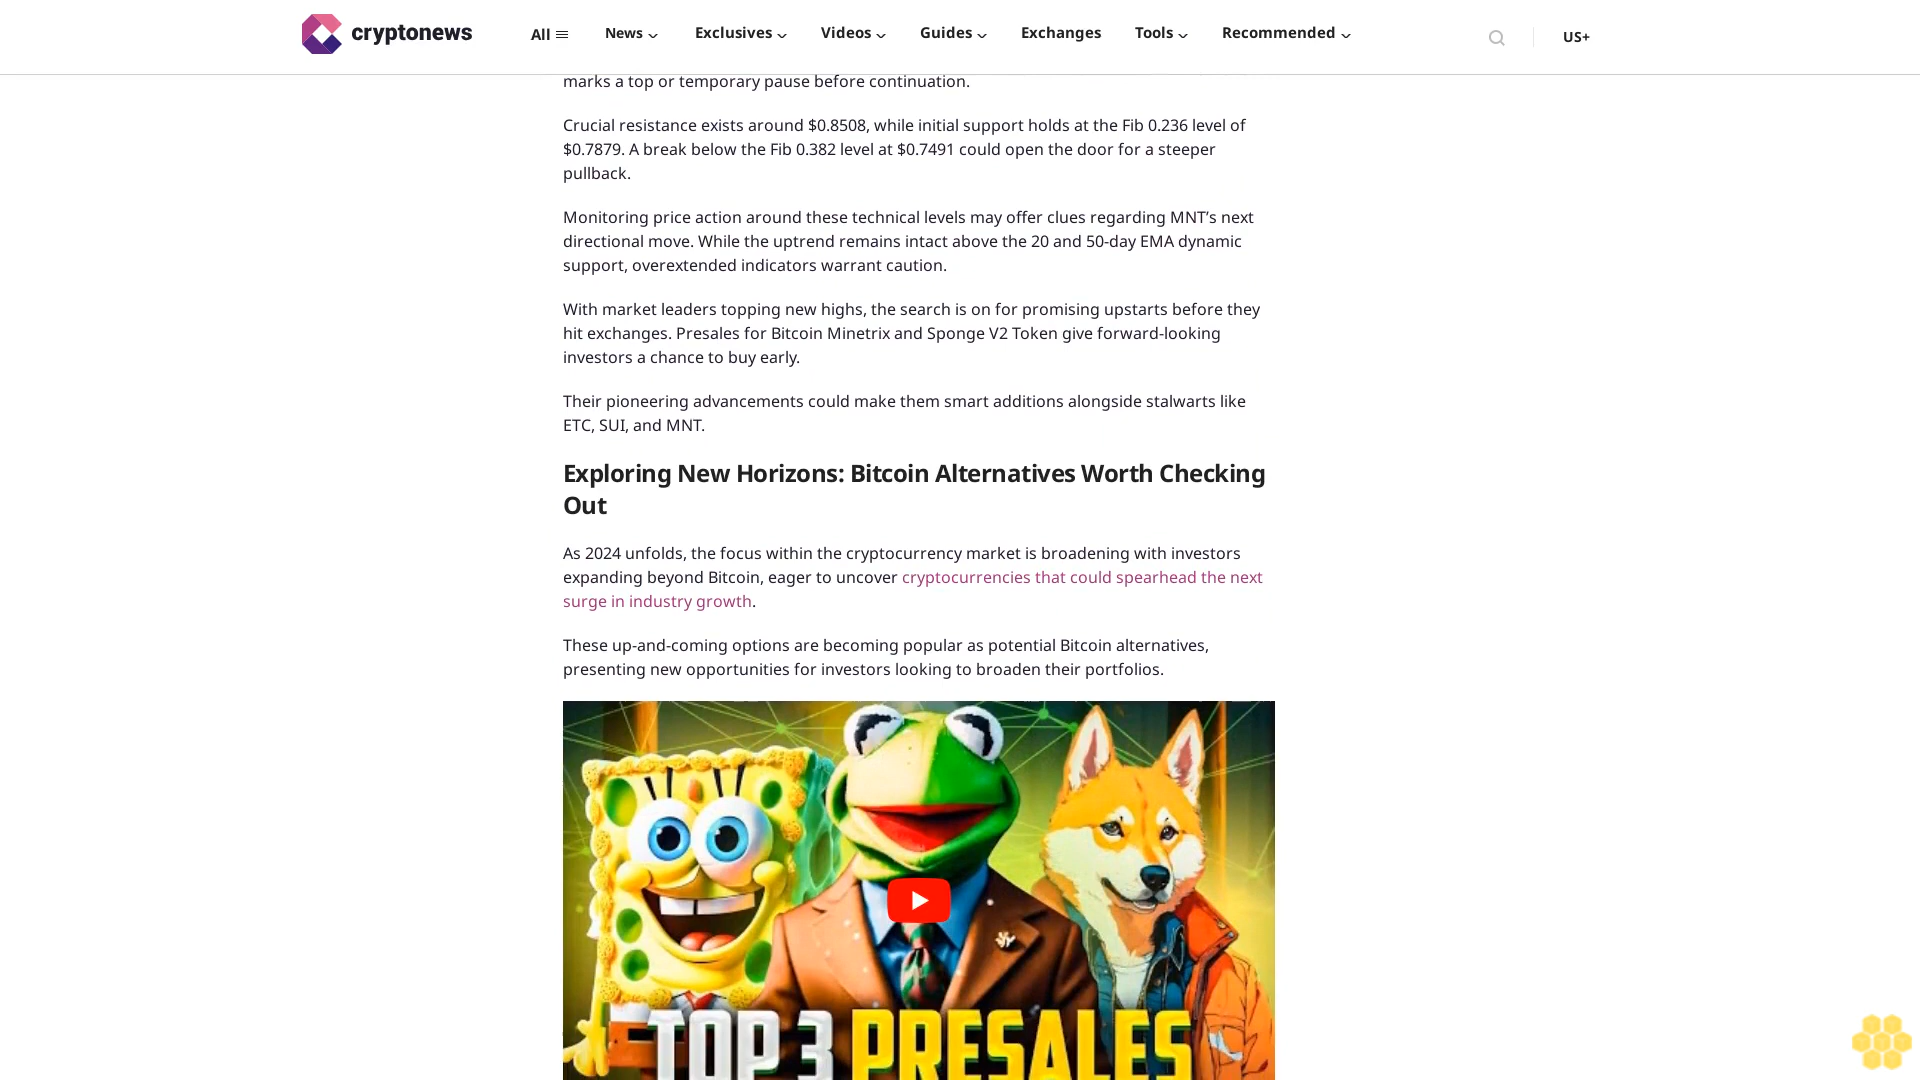 cryptonews
All
News
Exclusives
Videos
Guides
Exchanges
Tools
Recommended
US+
marks a top or temporary pause before continuation.
Crucial resistance exists around $0.8508, while initial support holds at the Fib 0.236 level of
$0.7879. A break below the Fib 0.382 level at $0.7491 could open the door for a steeper
pullback.
Monitoring price action around these technical levels may offer clues regarding MNT’s next
directional move. While the uptrend remains intact above the 20 and 50-day EMA dynamic
support, overextended indicators warrant caution.
With market leaders topping new highs, the search is on for promising upstarts before they
hit exchanges. Presales for Bitcoin Minetrix and Sponge V2 Token give forward-looking
investors a chance to buy early.
Their pioneering advancements could make them smart additions alongside stalwarts like
ETC, SUI, and MNT.
Exploring New Horizons: Bitcoin Alternatives Worth Checking
Out
As 2024 unfolds, the focus within the cryptocurrency market is broadening with investors
expanding beyond Bitcoin, eager to uncover cryptocurrencies that could spearhead the next
surge in industry growth.
These up-and-coming options are becoming popular as potential Bitcoin alternatives,
presenting new opportunities for investors looking to broaden their portfolios.
TOP 3 PRESALES